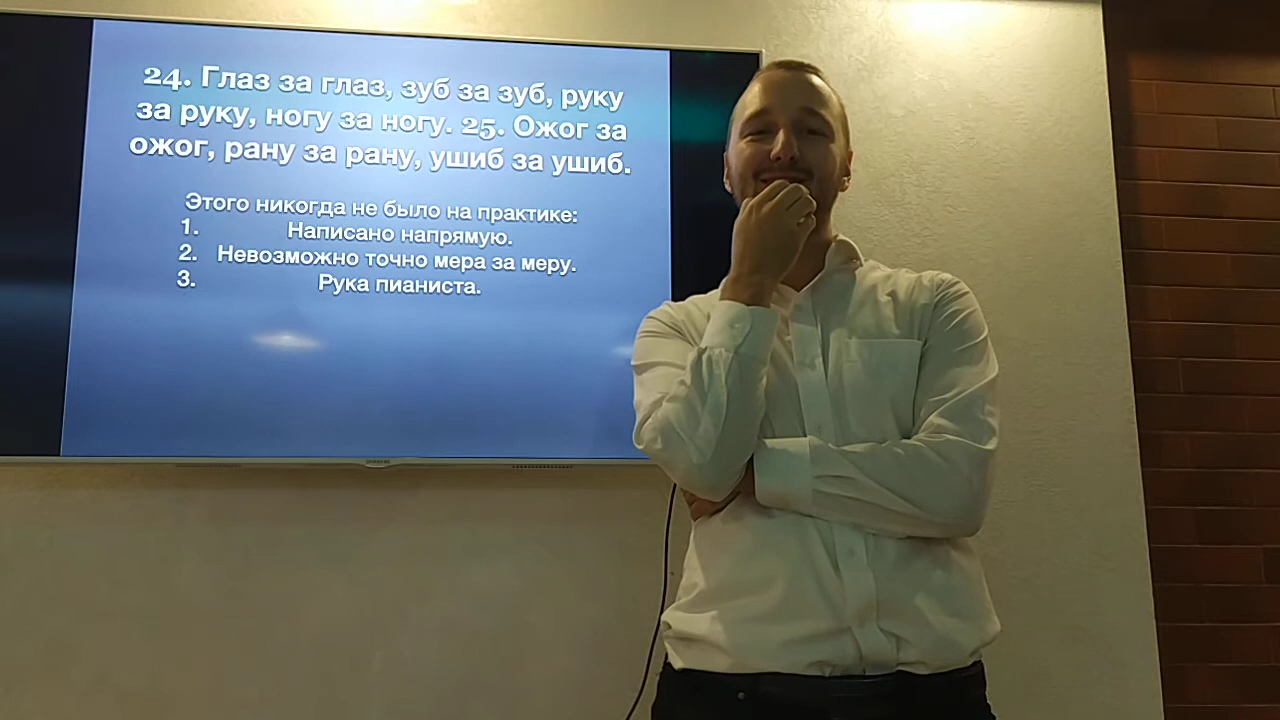 24. Глаз за глаз, зуб за зуб, руку
за руку, ногу за ногу. 25. Ожог за
ожог, рану за рану, ушиб за ушиб.
Этого никогда не было на практике:
1. Написано напрямую.
2. Невозможно точно мера за меру.
3. Рука пианиста.
SAMSUNG